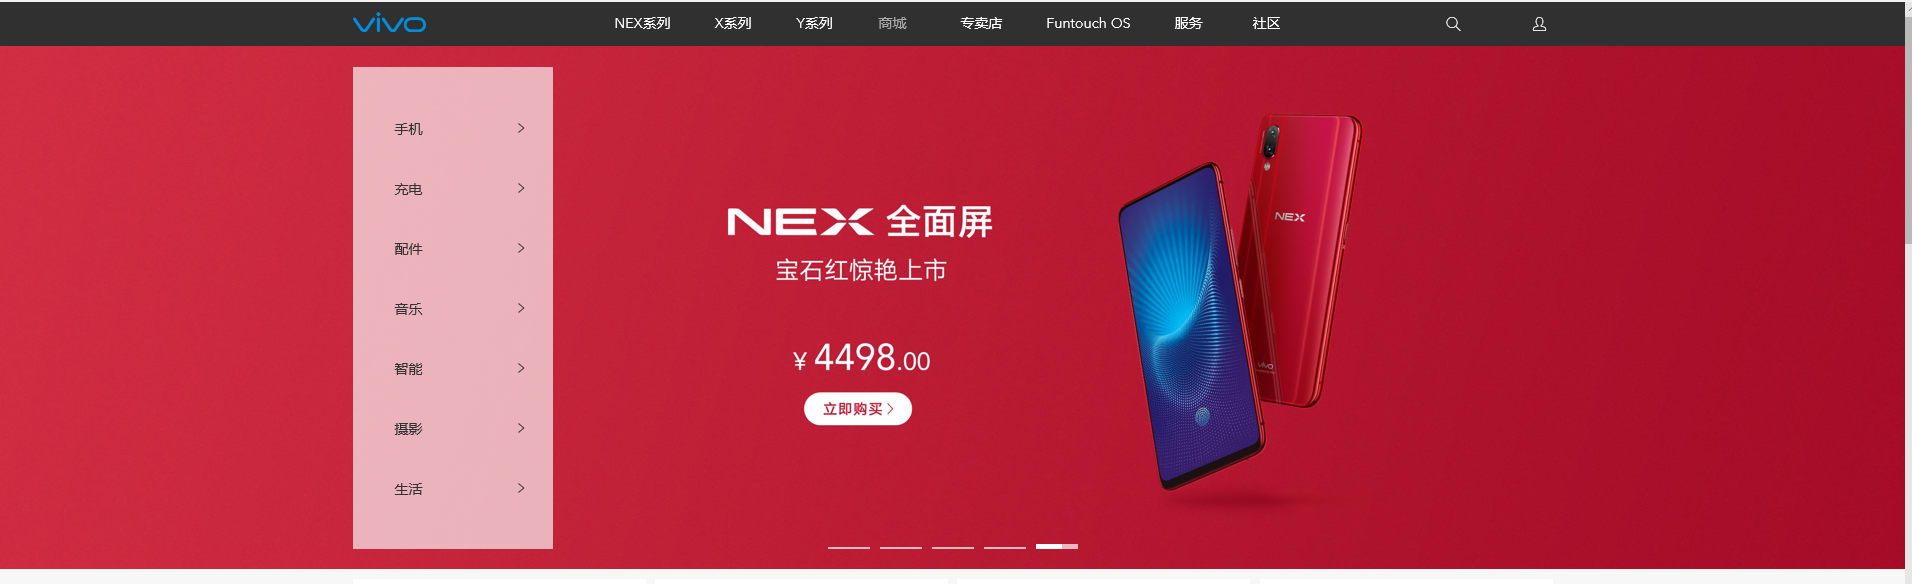 vivo NEX系列 X系列 Y系列 商城 专卖店 Funtouch OS 服务 社区
手机
充电
配件
音乐
智能
摄影
生活
NEX 全面屏
宝石红惊艳上市
¥ 4498.00
立即购买
NEX
vivo